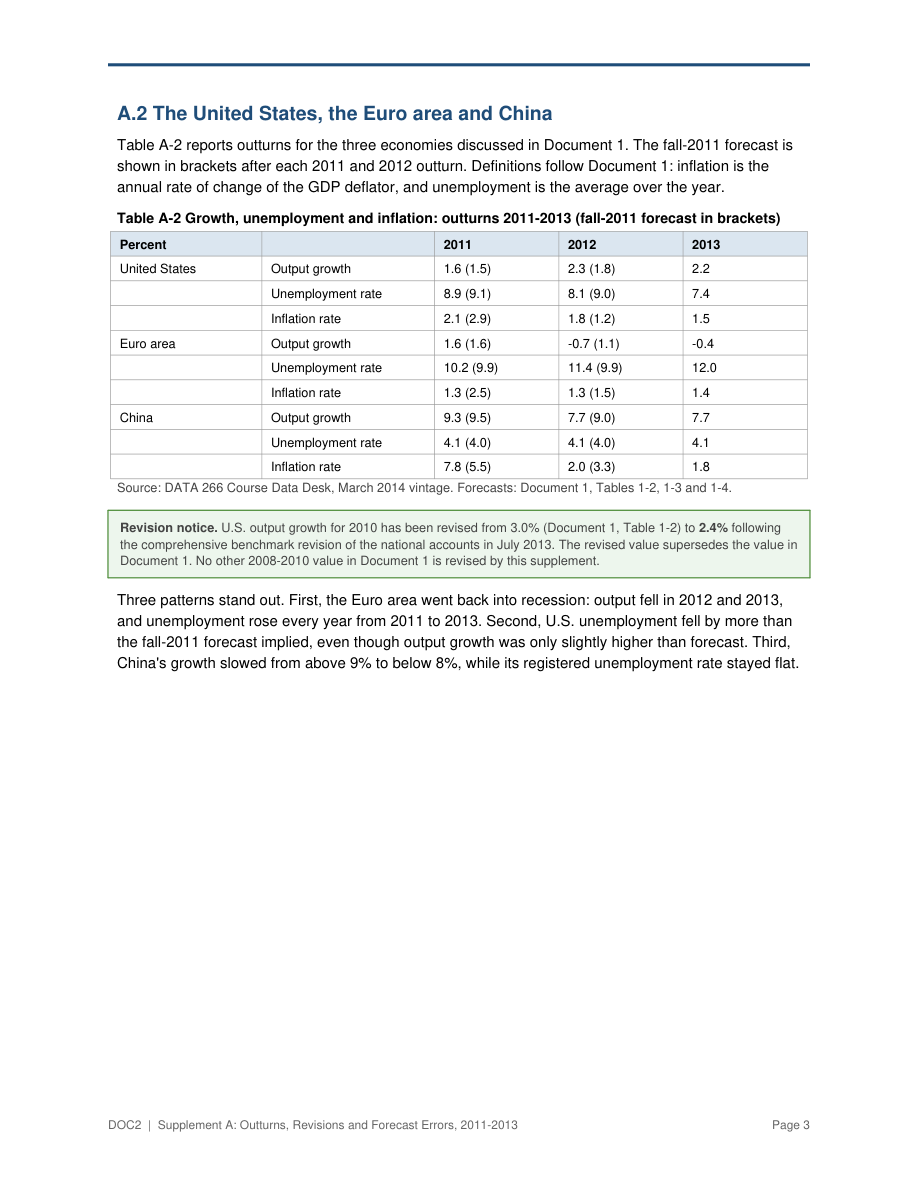 A.2 The United States, the Euro area and China
Table A-2 reports outturns for the three economies discussed in Document 1. The fall-2011 forecast is
shown in brackets after each 2011 and 2012 outturn. Definitions follow Document 1: inflation is the
annual rate of change of the GDP deflator, and unemployment is the average over the year.
Table A-2 Growth, unemployment and inflation: outturns 2011-2013 (fall-2011 forecast in brackets)
Percent 2011 2012 2013
United States Output growth 1.6 (1.5) 2.3 (1.8) 2.2
Unemployment rate 8.9 (9.1) 8.1 (9.0) 7.4
Inflation rate 2.1 (2.9) 1.8 (1.2) 1.5
Euro area Output growth 1.6 (1.6) -0.7 (1.1) -0.4
Unemployment rate 10.2 (9.9) 11.4 (9.9) 12.0
Inflation rate 1.3 (2.5) 1.3 (1.5) 1.4
China Output growth 9.3 (9.5) 7.7 (9.0) 7.7
Unemployment rate 4.1 (4.0) 4.1 (4.0) 4.1
Inflation rate 7.8 (5.5) 2.0 (3.3) 1.8
Source: DATA 266 Course Data Desk, March 2014 vintage. Forecasts: Document 1, Tables 1-2, 1-3 and 1-4.
Revision notice. U.S. output growth for 2010 has been revised from 3.0% (Document 1, Table 1-2) to 2.4% following
the comprehensive benchmark revision of the national accounts in July 2013. The revised value supersedes the value in
Document 1. No other 2008-2010 value in Document 1 is revised by this supplement.
Three patterns stand out. First, the Euro area went back into recession: output fell in 2012 and 2013,
and unemployment rose every year from 2011 to 2013. Second, U.S. unemployment fell by more than
the fall-2011 forecast implied, even though output growth was only slightly higher than forecast. Third,
China's growth slowed from above 9% to below 8%, while its registered unemployment rate stayed flat.
DOC2 | Supplement A: Outturns, Revisions and Forecast Errors, 2011-2013 Page 3